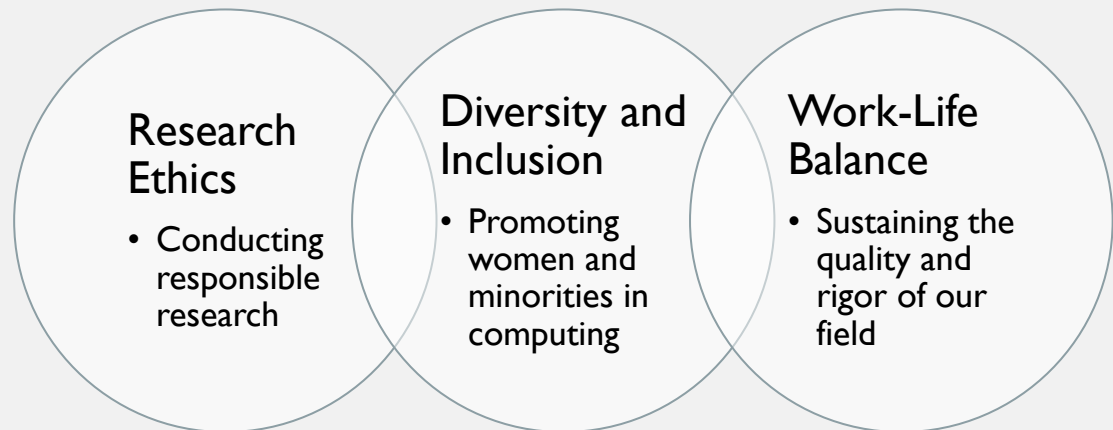 Research
Ethics
• Conducting
responsible
research
Diversity and
Inclusion
• Promoting
women and
minorities in
computing
Work-Life
Balance
• Sustaining the
quality and
rigor of our
field